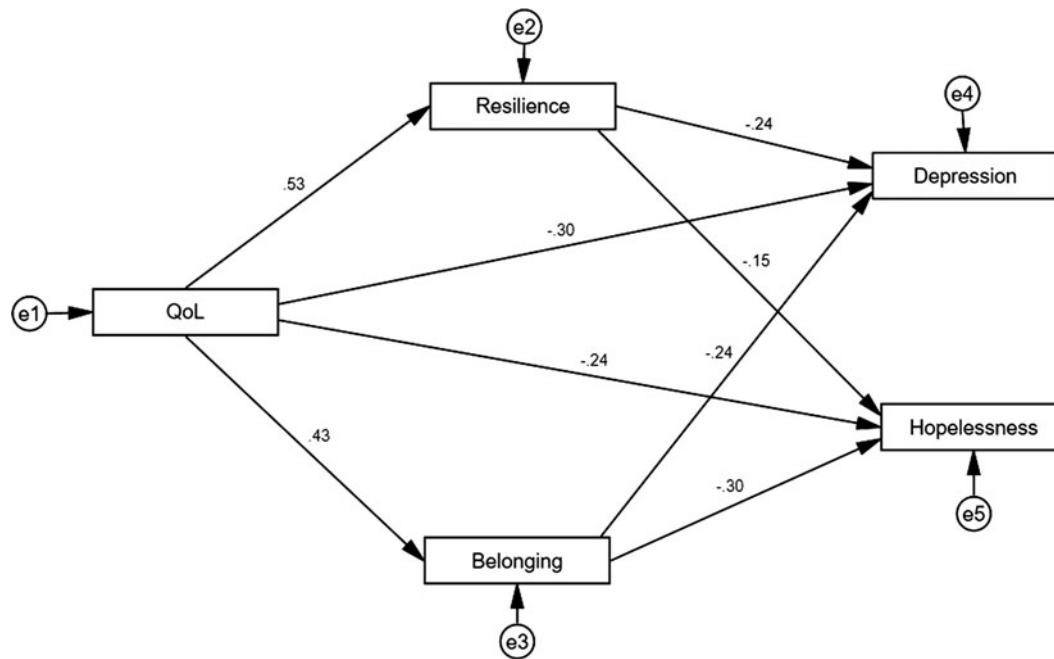 e2
Resilience
e4
-.24
Depression
.53
-.30
-.15
e1
QoL
-.24
-.24
Hopelessness
.43
-.30
e5
Belonging
e3